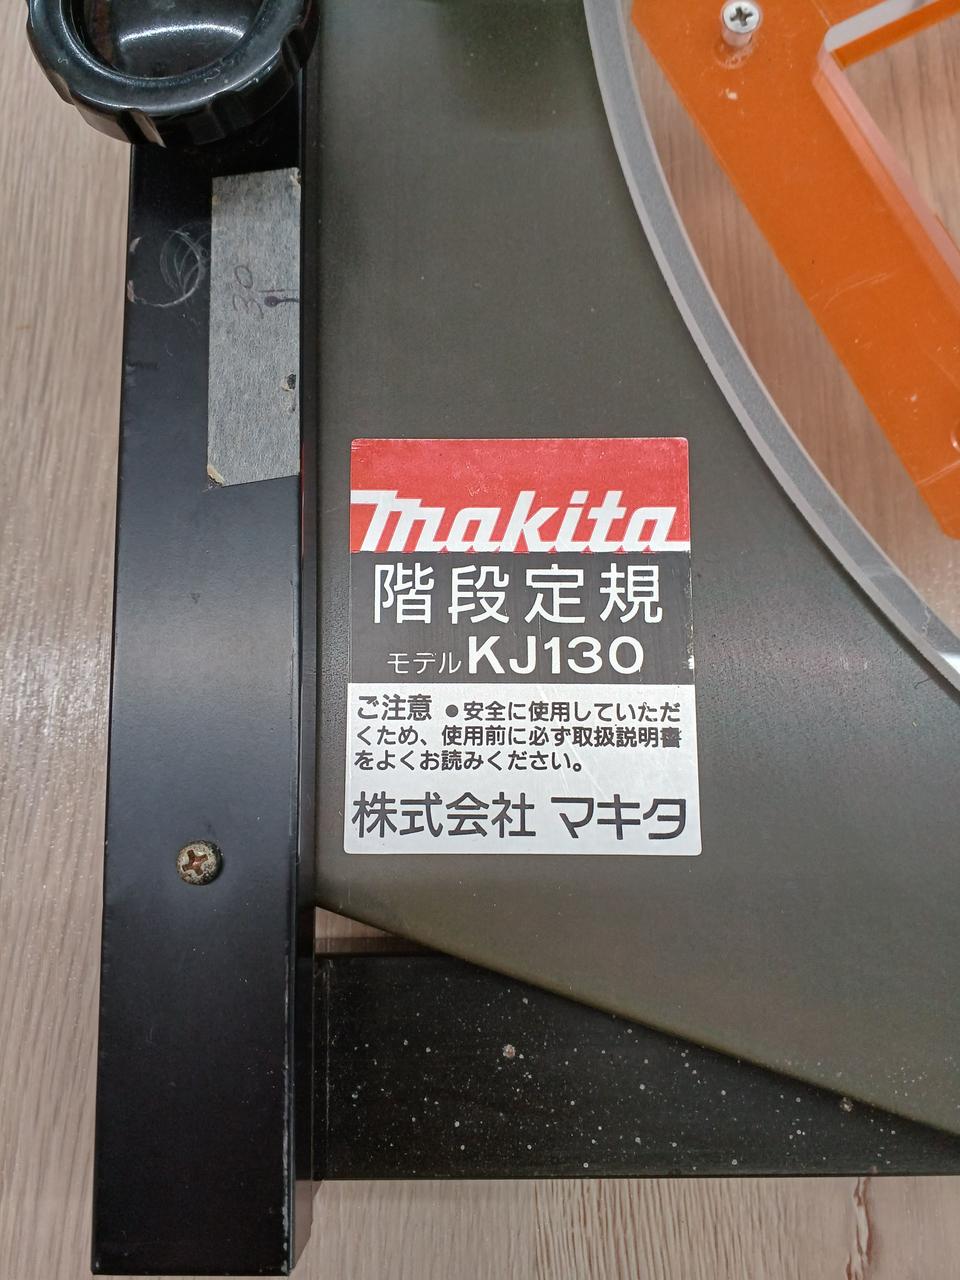 30
makita
階段定規
モデル KJ130
ご注意 ●安全に使用していただ
くため、使用前に必ず取扱説明書
をよくお読みください。
株式会社 マキタ